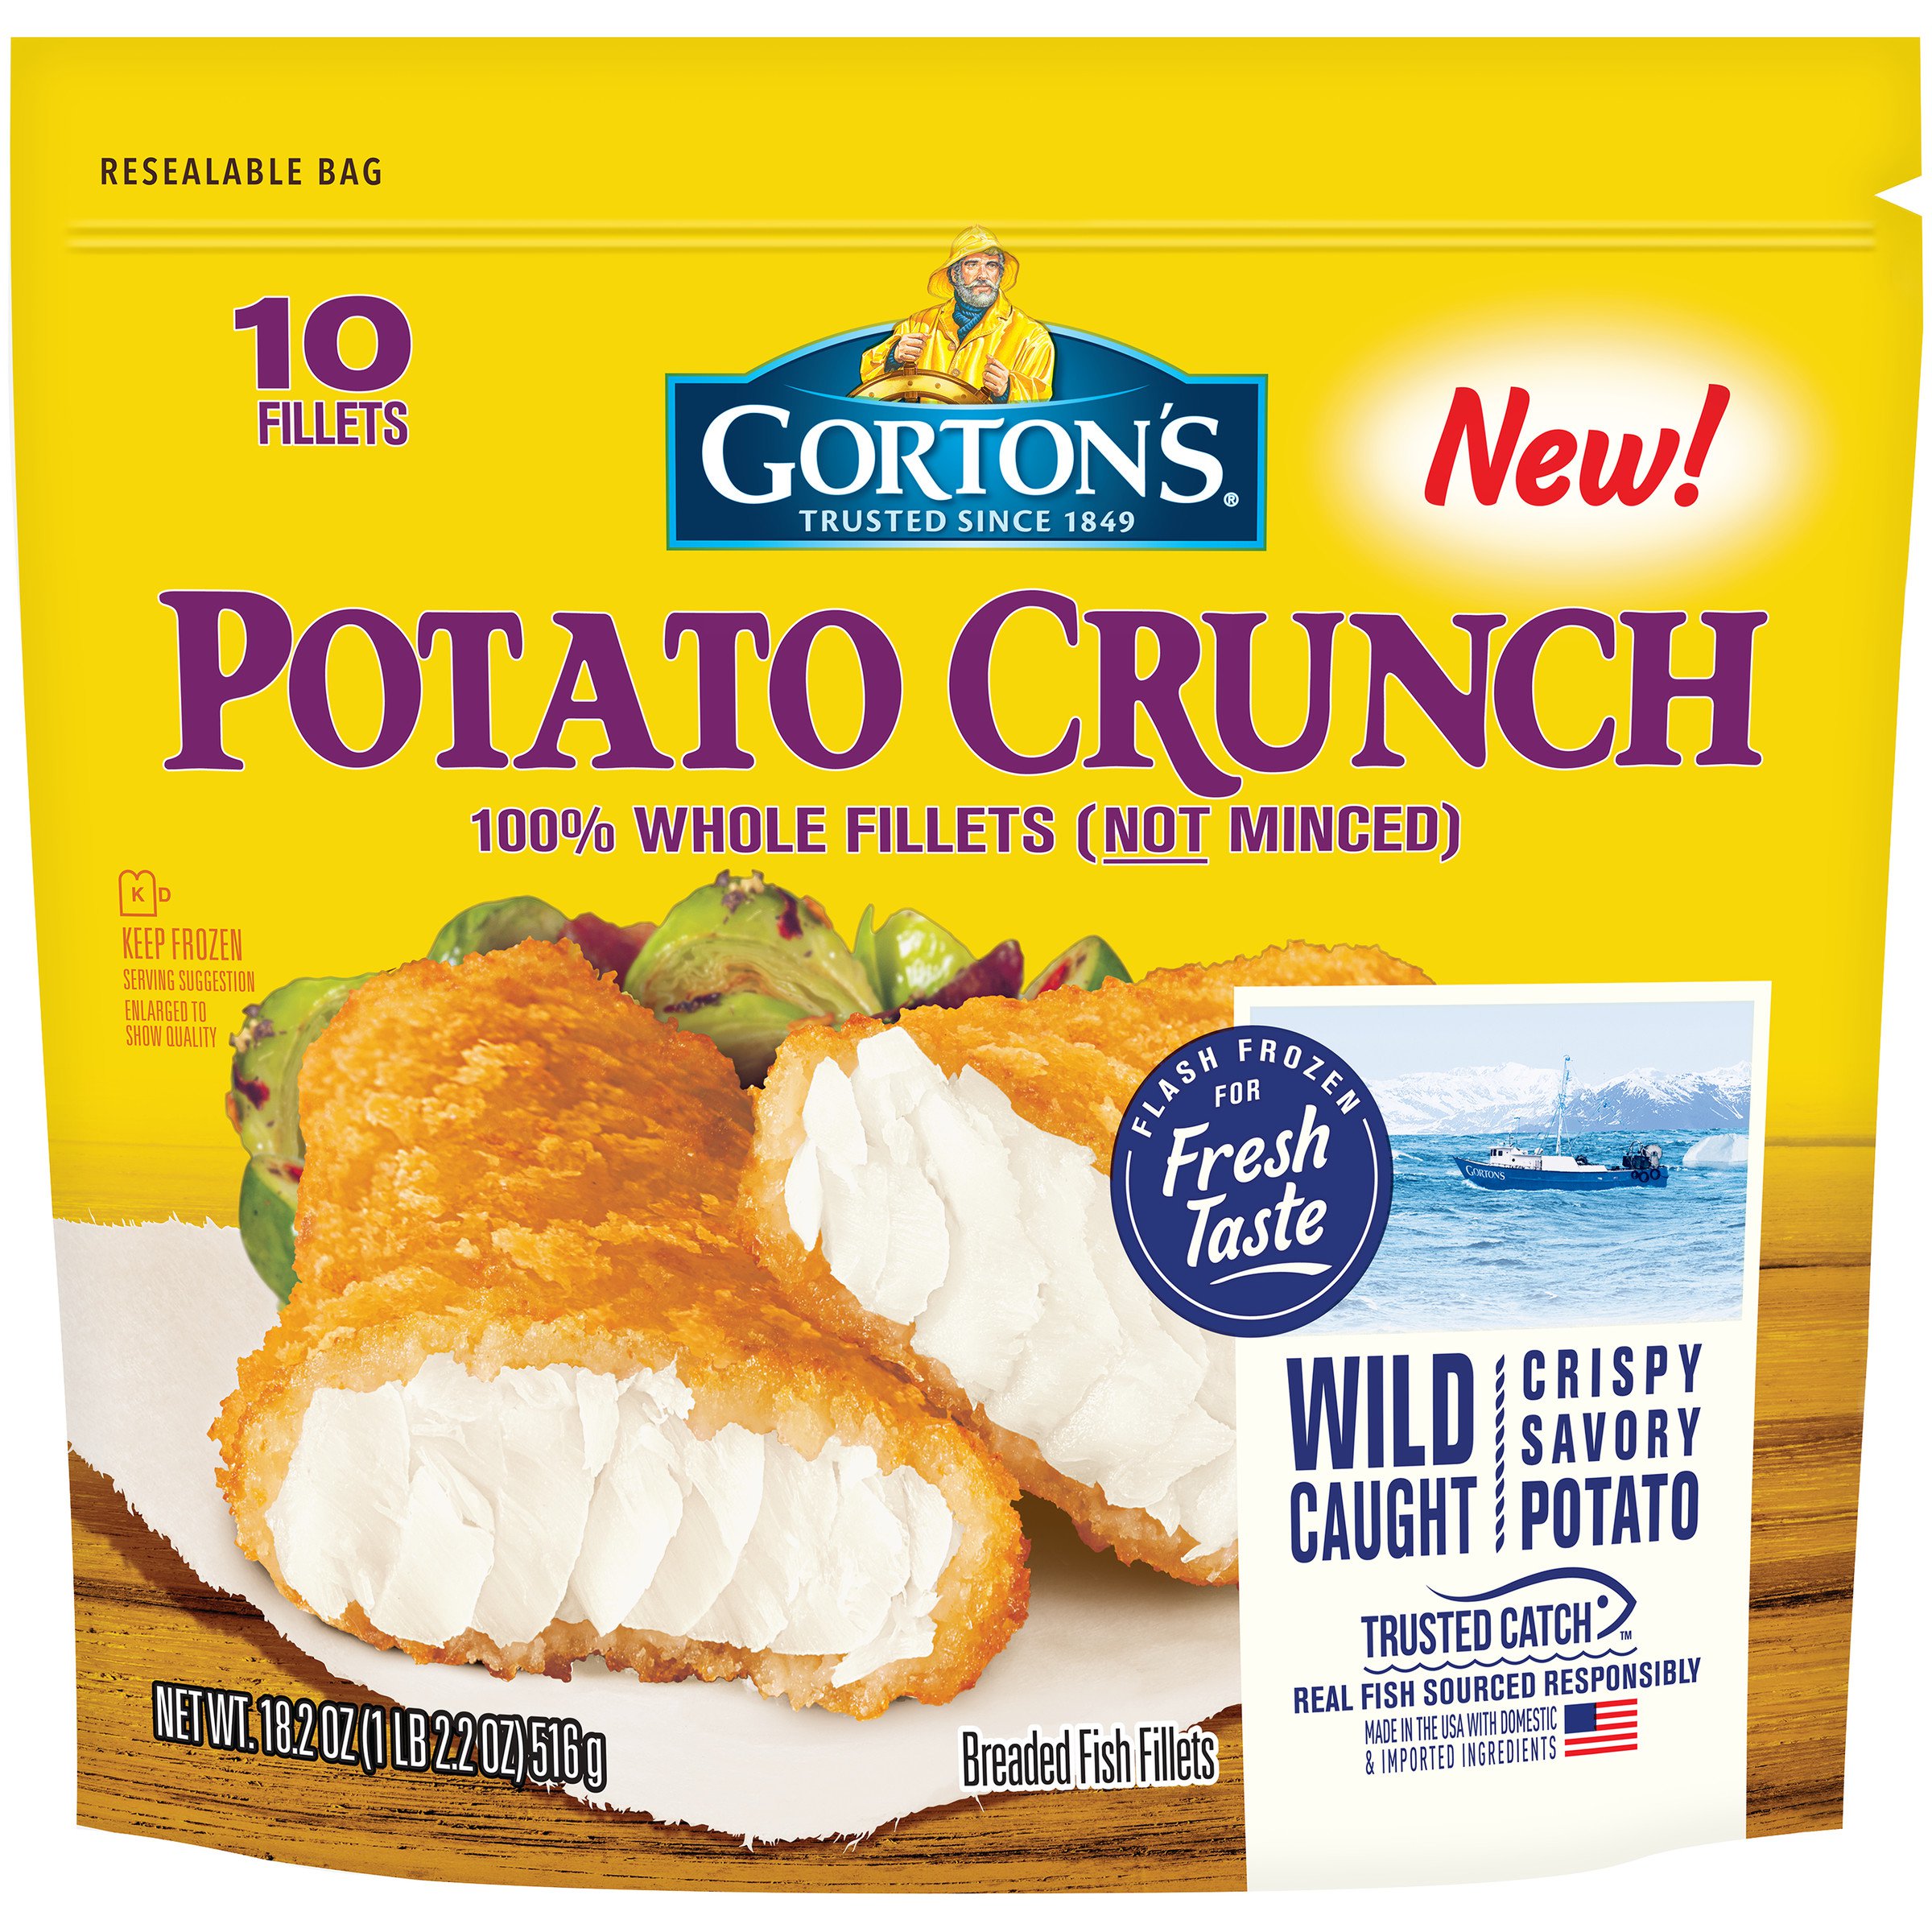 RESEALABLE BAG
10
FILLETS
GORTON'S®
TRUSTED SINCE 1849
New!
POTATO CRUNCH
100% WHOLE FILLETS (NOT MINCED)
K D
KEEP FROZEN
SERVING SUGGESTION
ENLARGED TO
SHOW QUALITY
FLASH FROZEN
FOR
Fresh
Taste
GORTON'S
WILD
CAUGHT
CRISPY
SAVORY
POTATO
TRUSTED CATCH™
REAL FISH SOURCED RESPONSIBLY
MADE IN THE USA WITH DOMESTIC
& IMPORTED INGREDIENTS
NET WT. 18.2 OZ (1 LB 2.2 OZ) 516g
Breaded Fish Fillets